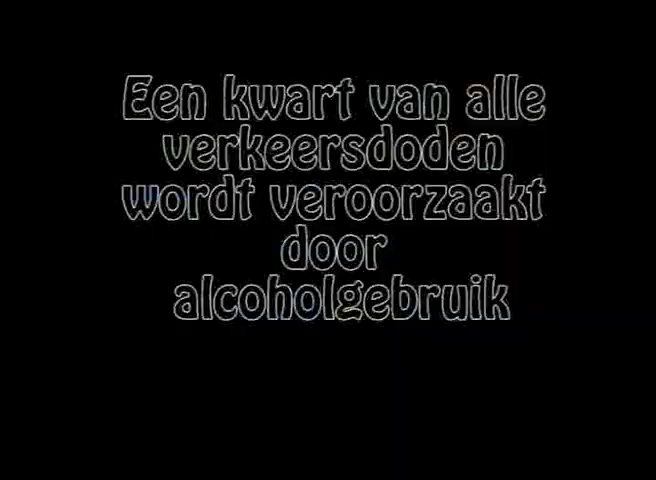 Een kwart van alle
verkeersdoden
wordt veroorzaakt
door
alcoholgebruik